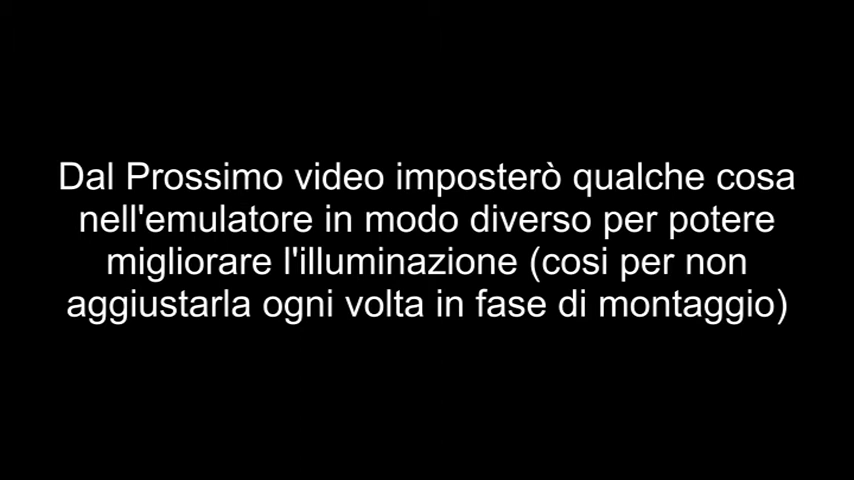 Dal Prossimo video imposterò qualche cosa
nell'emulatore in modo diverso per potere
migliorare l'illuminazione (cosi per non
aggiustarla ogni volta in fase di montaggio)